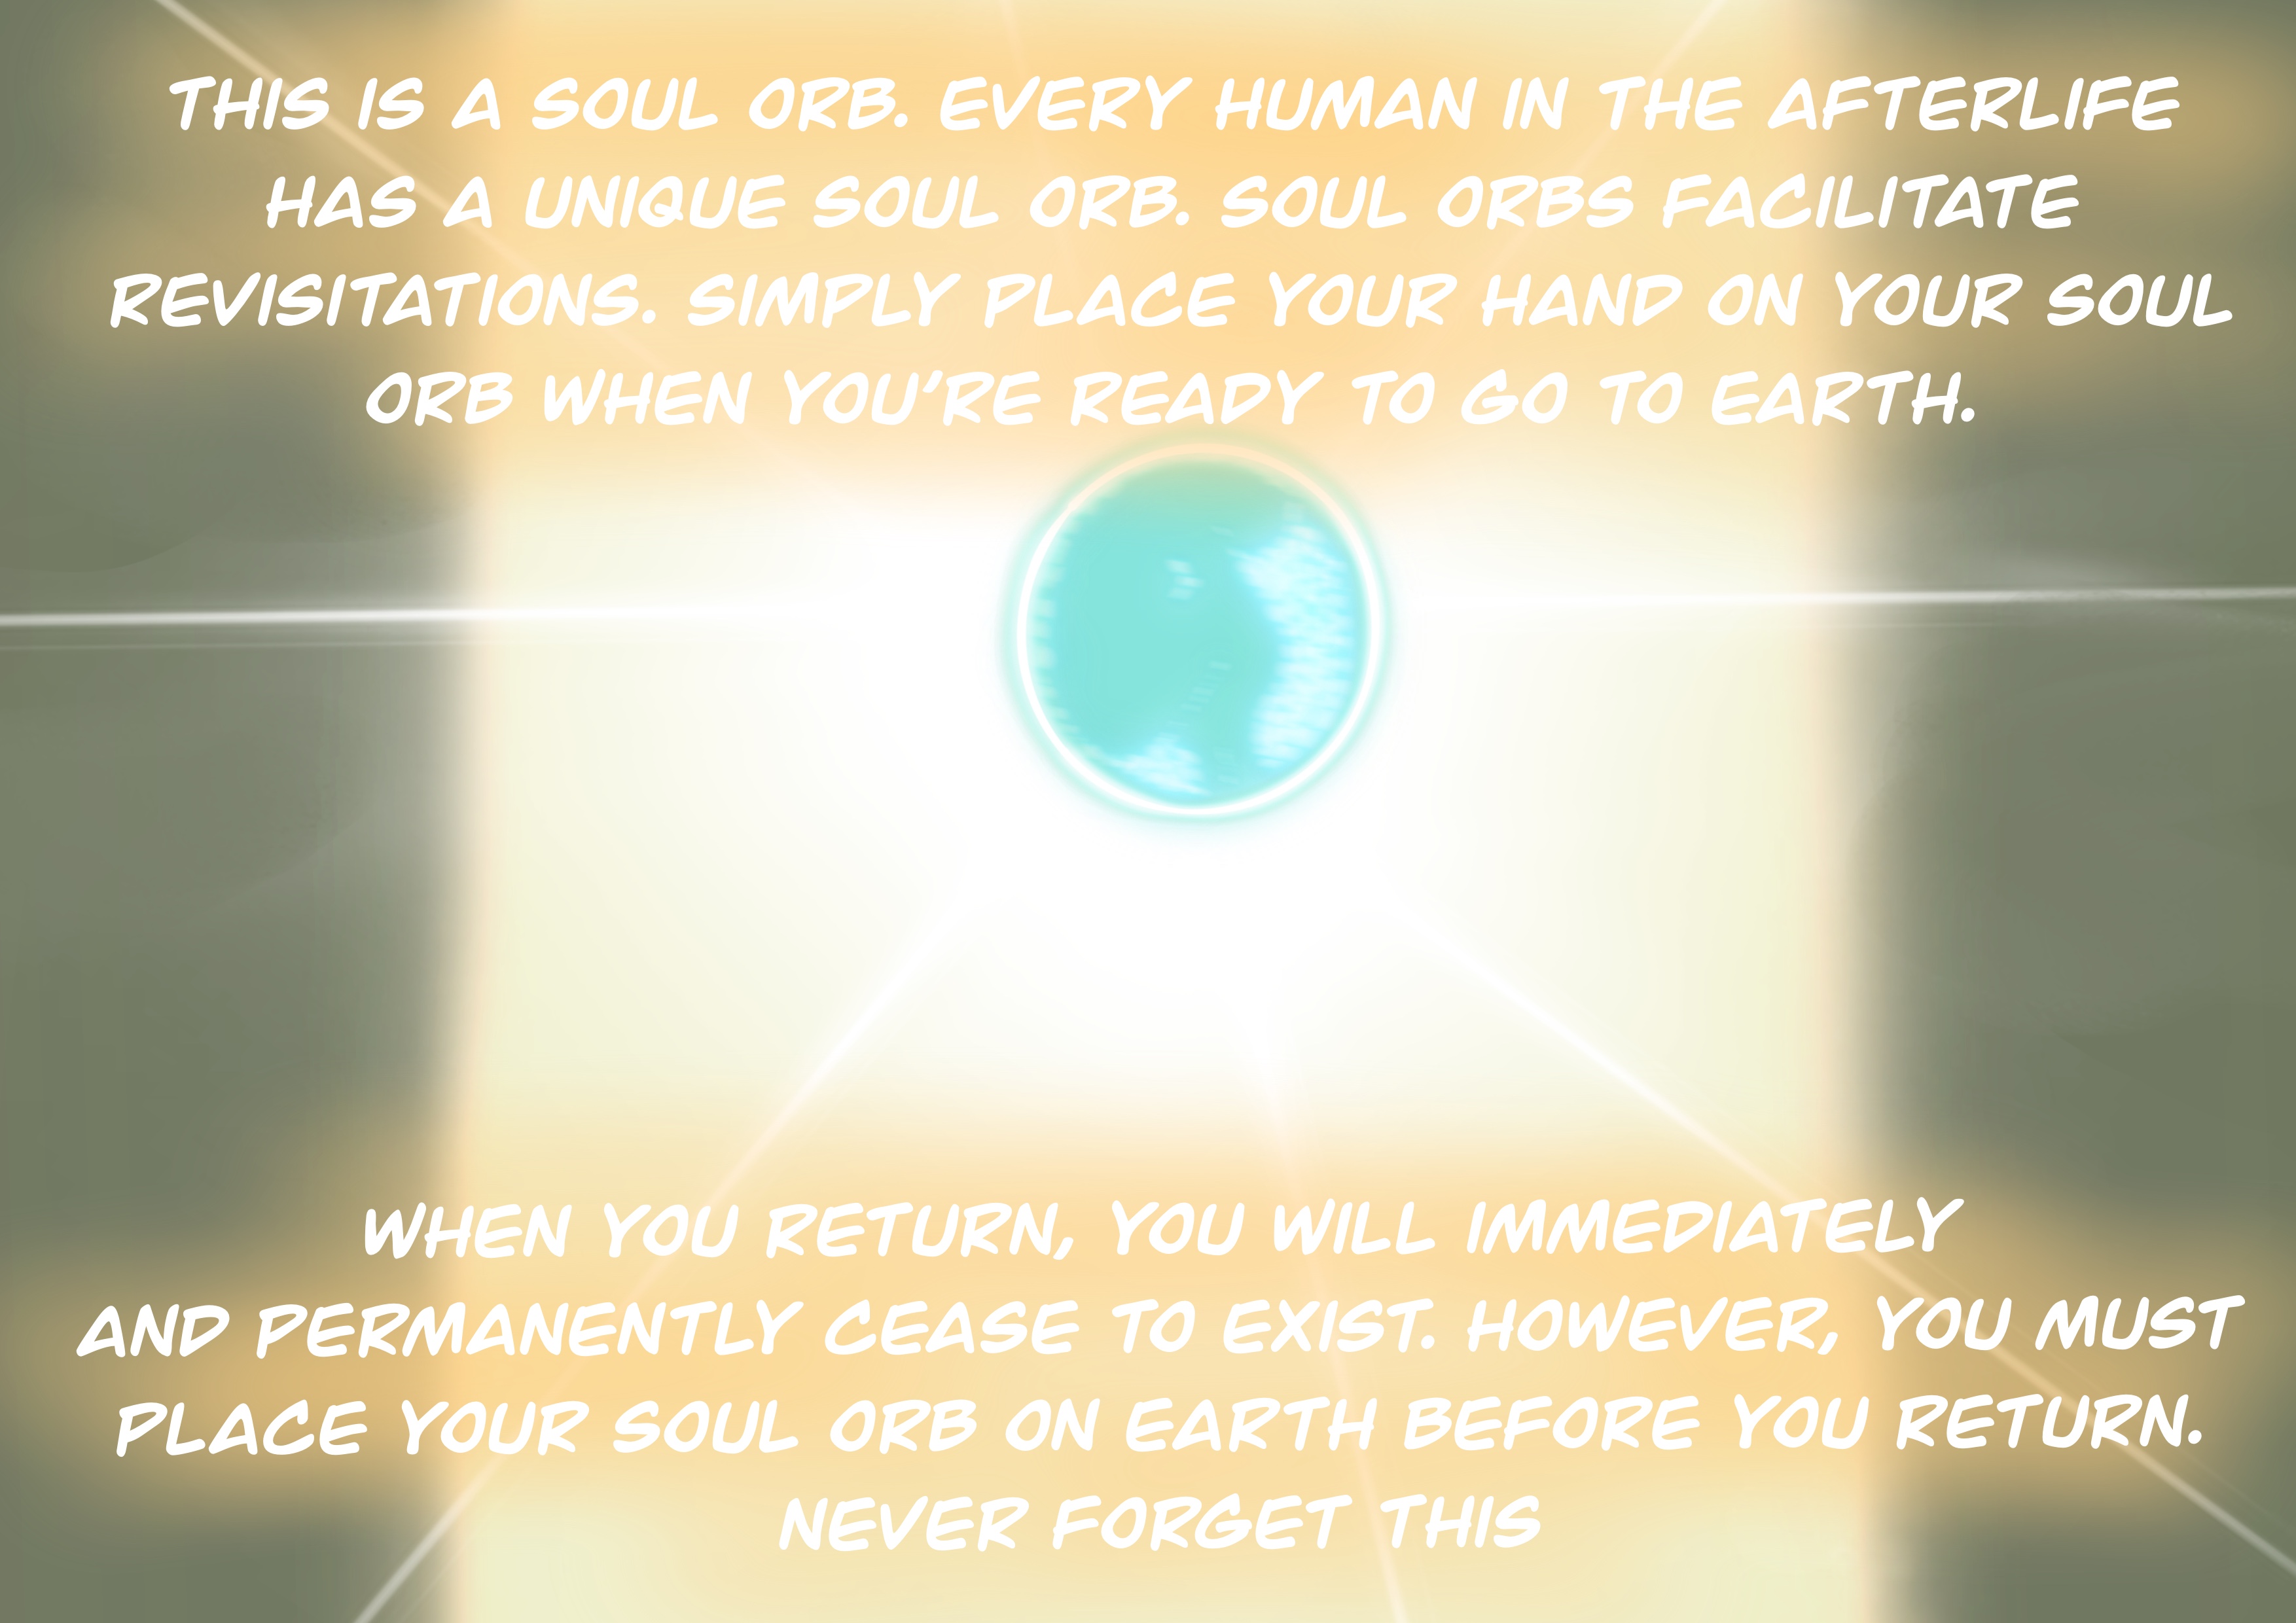 THIS IS A SOUL ORB. EVERY HUMAN IN THE AFTERLIFE
HAS A UNIQUE SOUL ORB. SOUL ORBS FACILITATE
REVISITATIONS. SIMPLY PLACE YOUR HAND ON YOUR SOUL
ORB WHEN YOU'RE READY TO GO TO EARTH.
WHEN YOU RETURN, YOU WILL IMMEDIATELY
AND PERMANENTLY CEASE TO EXIST. HOWEVER, YOU MUST
PLACE YOUR SOUL ORB ON EARTH BEFORE YOU RETURN.
NEVER FORGET THIS